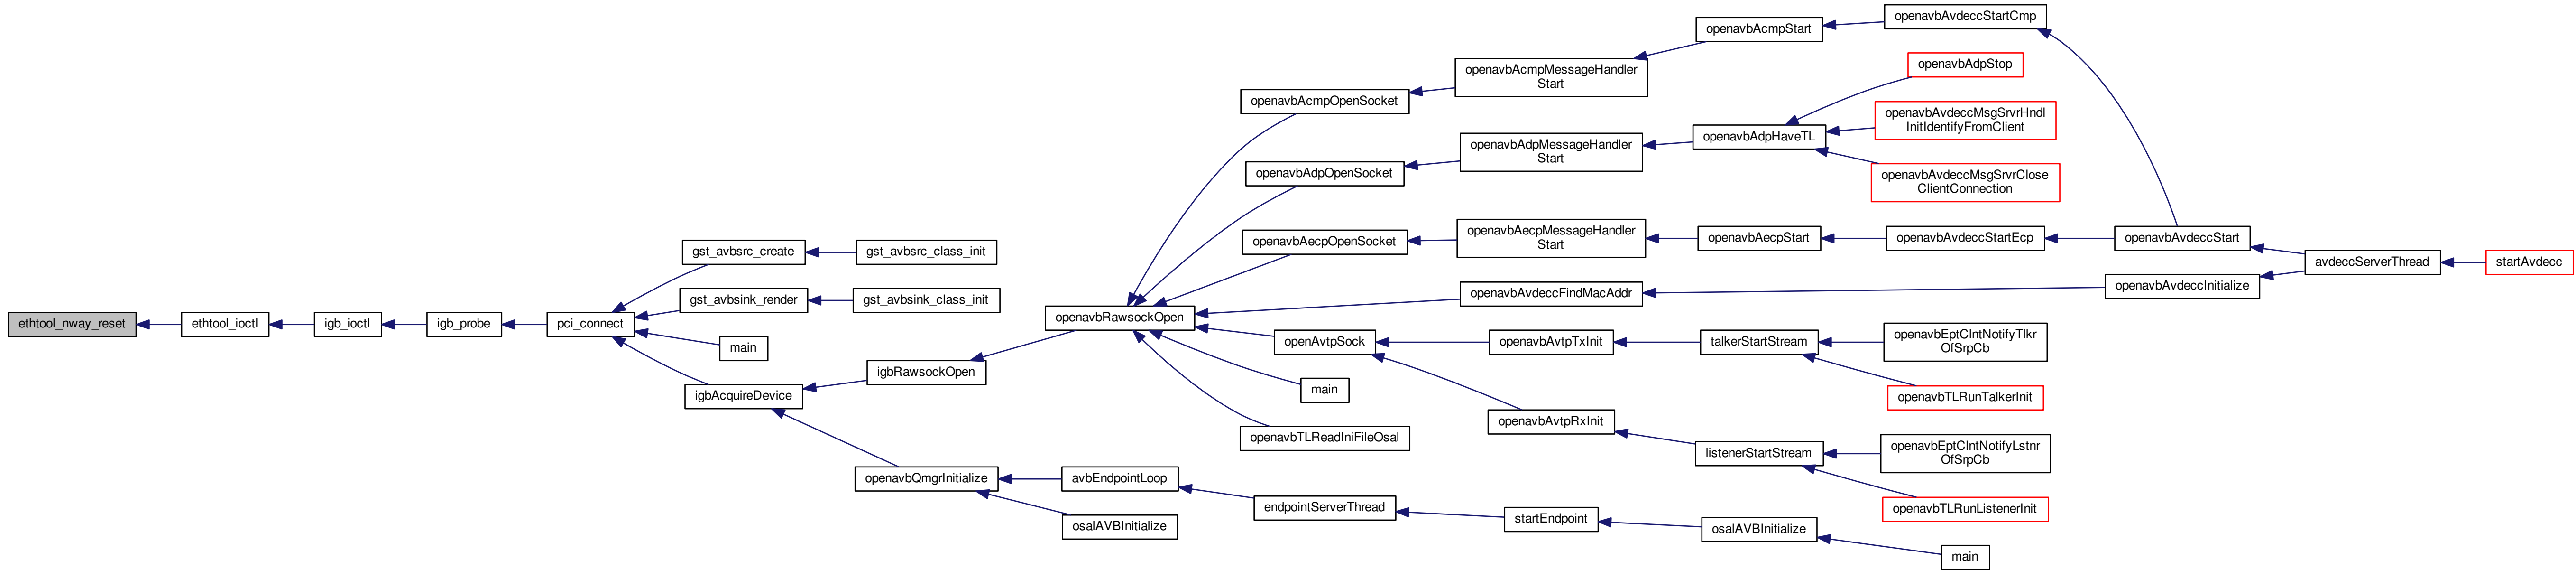 openavbAvdeccStartCmp
openavbAcmpStart
openavbAdpStop
openavbAcmpMessageHandler
Start
openavbAcmpOpenSocket
openavbAvdeccMsgSrvrHndl
InitIdentifyFromClient
openavbAdpHaveTL
openavbAdpMessageHandler
Start
openavbAdpOpenSocket
openavbAvdeccMsgSrvrClose
ClientConnection
openavbAecpMessageHandler
Start
openavbAecpOpenSocket
openavbAecpStart
openavbAvdeccStartEcp
openavbAvdeccStart
gst_avbsrc_create
gst_avbsrc_class_init
avdeccServerThread
startAvdecc
openavbAvdeccInitialize
openavbAvdeccFindMacAddr
gst_avbsink_render
gst_avbsink_class_init
openavbRawsockOpen
ethtool_nway_reset
ethtool_ioctl
igb_ioctl
igb_probe
pci_connect
main
openAvtpSock
openavbAvtpTxInit
talkerStartStream
openavbEptClntNotifyTlkr
OfSrpCb
igbRawsockOpen
igbAcquireDevice
main
openavbTLRunTalkerInit
openavbAvtpRxInit
openavbTLReadIniFileOsal
listenerStartStream
openavbEptClntNotifyLstnr
OfSrpCb
openavbQmgrInitialize
avbEndpointLoop
openavbTLRunListenerInit
endpointServerThread
startEndpoint
osalAVBInitialize
osalAVBInitialize
main